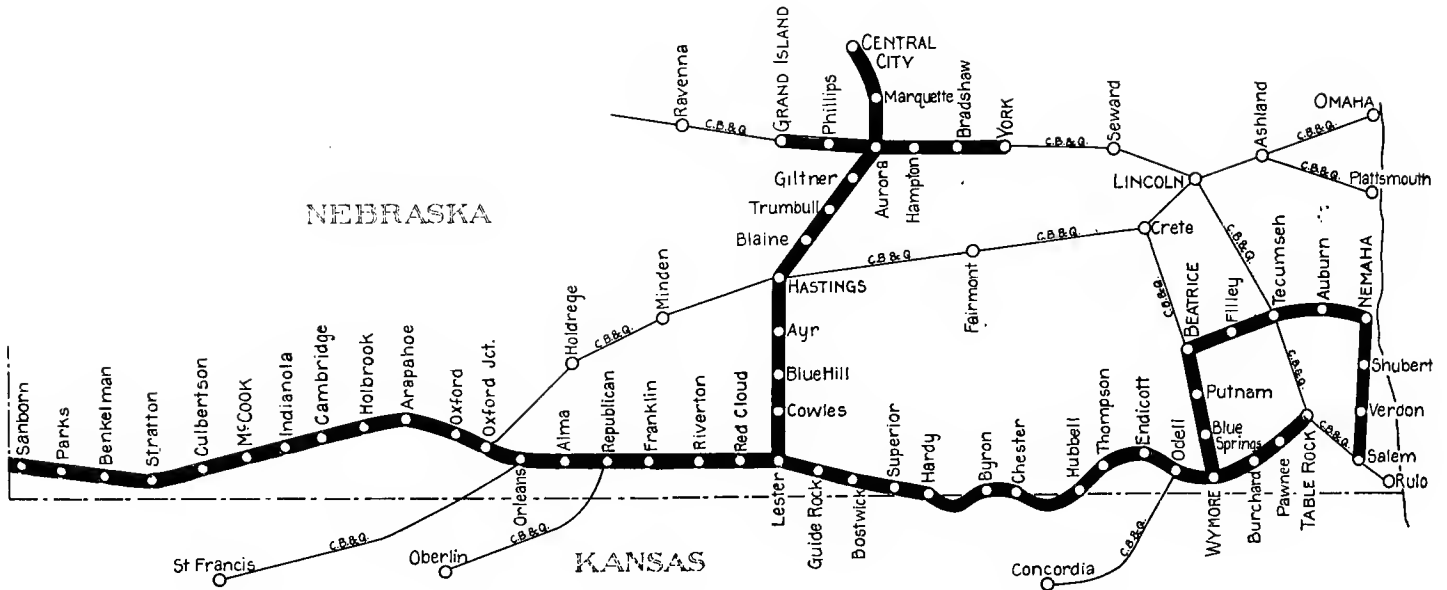 CENTRAL
CITY
Ravenna
C.B.&Q.
GRAND ISLAND
Phillips
Marquette
Bradshaw
YORK
C.B.&Q.
Seward
Ashland
OMAHA
C.B.&Q.
C.B.&Q.
Plattsmouth
LINCOLN
Aurora
Hampton
Giltner
Trumbull
Blaine
NEBRASKA
HASTINGS
C.B.&Q.
Fairmont
C.B.&Q.
Crete
C.B.&Q.
C.B.&Q.
Minden
C.B.&Q.
Holdrege
BEATRICE
Filley
Tecumseh
Auburn
NEMAHA
Ayr
Blue Hill
Cowles
Putnam
Blue
Springs
C.B.&Q.
Shubert
Verdon
Salem
C.B.&Q.
Rulo
Sanborn
Parks
Benkelman
Stratton
Culbertson
McCOOK
Indianola
Cambridge
Holbrook
Arapahoe
Oxford
Oxford Jct.
Orleans
Alma
Republican
Franklin
Riverton
Red Cloud
Lester
Guide Rock
Bostwick
Superior
Hardy
Byron
Chester
Hubbell
Thompson
Endicott
Odell
WYMORE
Burchard
Pawnee
TABLE ROCK
St Francis
C.B.&Q.
Oberlin
C.B.&Q.
KANSAS
Concordia
C.B.&Q.